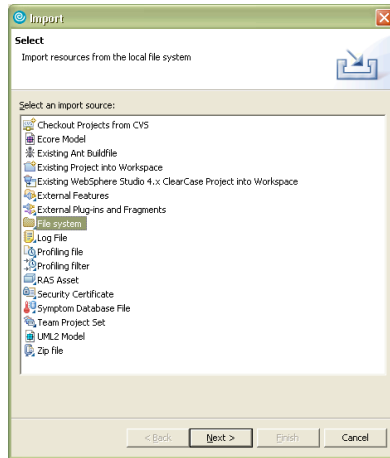 Import
Select
Import resources from the local file system
Select an import source:
Checkout Projects from CVS
Ecore Model
Existing Ant Buildfile
Existing Project into Workspace
Existing WebSphere Studio 4.x ClearCase Project into Workspace
External Features
External Plug-ins and Fragments
File system
Log File
Profiling file
Profiling filter
RAS Asset
Security Certificate
Symptom Database File
Team Project Set
UML2 Model
Zip file
< Back Next > Finish Cancel